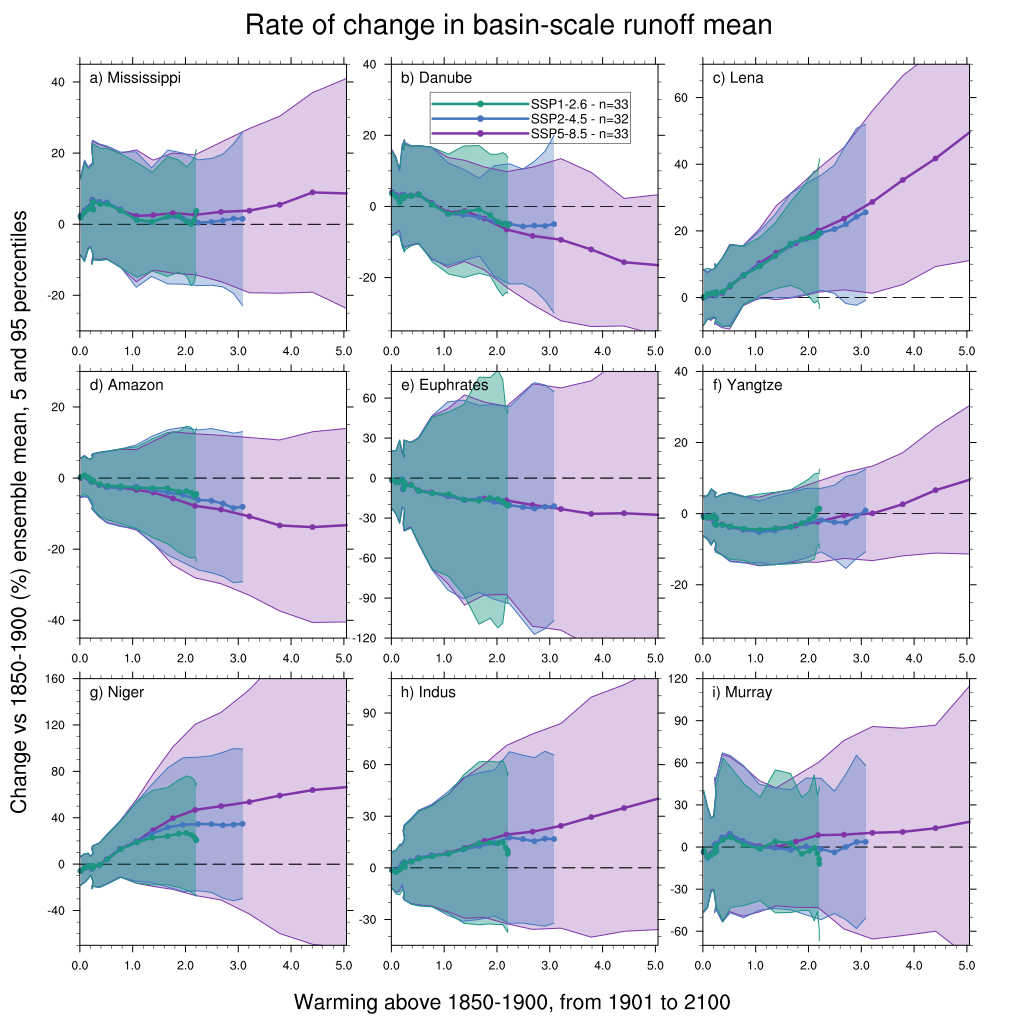 Rate of change in basin-scale runoff mean
Change vs 1850-1900 (%) ensemble mean, 5 and 95 percentiles
a) Mississippi
40
20
0
-20
0.0 1.0 2.0 3.0 4.0 5.0
b) Danube
SSP1-2.6 - n=33
SSP2-4.5 - n=32
SSP5-8.5 - n=33
40
20
0
-20
0.0 1.0 2.0 3.0 4.0 5.0
c) Lena
60
40
20
0
0.0 1.0 2.0 3.0 4.0 5.0
d) Amazon
20
0
-20
-40
0.0 1.0 2.0 3.0 4.0 5.0
e) Euphrates
60
30
0
-30
-60
-90
-120
0.0 1.0 2.0 3.0 4.0 5.0
f) Yangtze
40
20
0
-20
0.0 1.0 2.0 3.0 4.0 5.0
g) Niger
160
120
80
40
0
-40
0.0 1.0 2.0 3.0 4.0 5.0
h) Indus
90
60
30
0
-30
0.0 1.0 2.0 3.0 4.0 5.0
i) Murray
120
90
60
30
0
-30
-60
0.0 1.0 2.0 3.0 4.0 5.0
Warming above 1850-1900, from 1901 to 2100